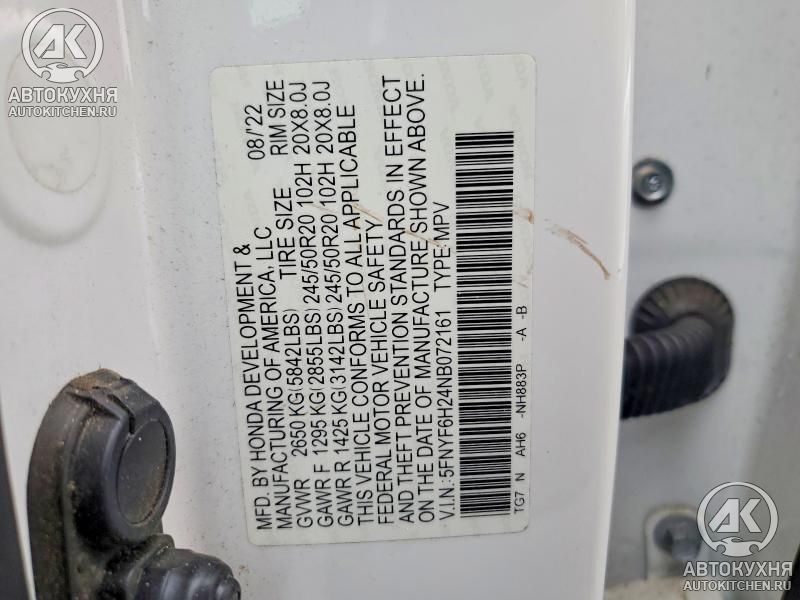 АВТОКУХНЯ
AUTOKITCHEN.RU
MFD. BY HONDA DEVELOPMENT & 08/'22
MANUFACTURING OF AMERICA, LLC
TIRE SIZE RIM SIZE
GVWR 2650 KG(5842LBS)
GAWR F 1295 KG(2855LBS) 245/50R20 102H 20X8.0J
GAWR R 1425 KG(3142LBS) 245/50R20 102H 20X8.0J
THIS VEHICLE CONFORMS TO ALL APPLICABLE
FEDERAL MOTOR VEHICLE SAFETY
AND THEFT PREVENTION STANDARDS IN EFFECT
ON THE DATE OF MANUFACTURE SHOWN ABOVE.
V.I.N.:5FNYF6H24NB072161 TYPE:MPV
TG7 N AH6 -NH883P -A -B
АВТОКУХНЯ
AUTOKITCHEN.RU